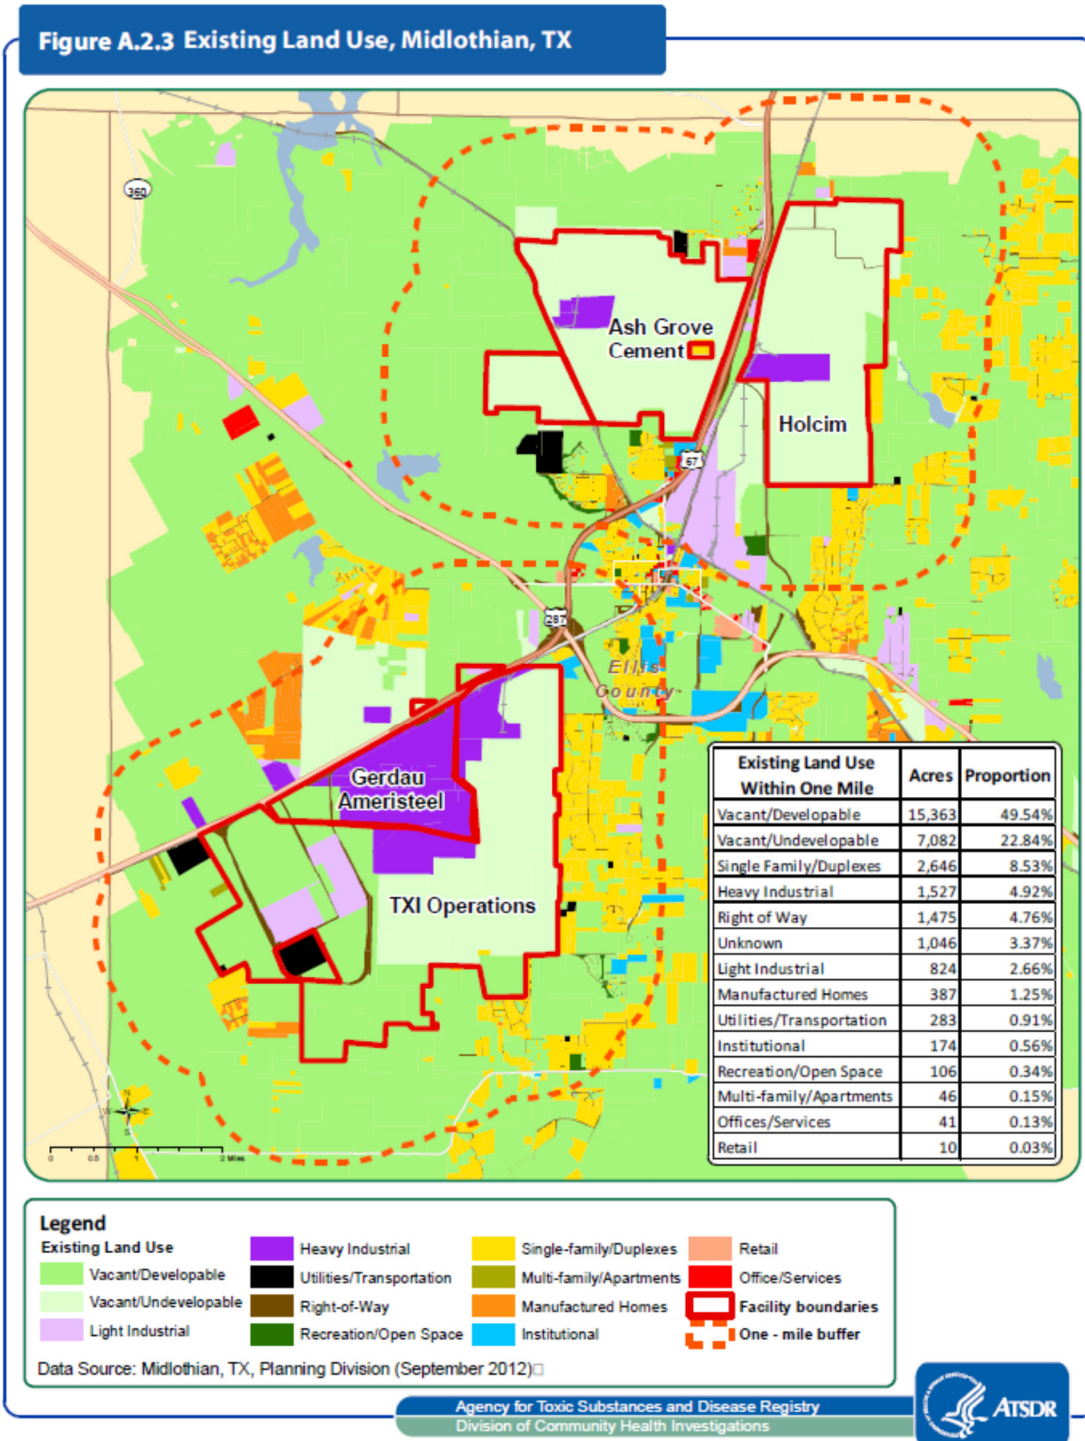 Figure A.2.3 Existing Land Use, Midlothian, TX
360
Ash Grove
Cement
Holcim
67
287
Ellis
County
Gerdau
Ameristeel
TXI Operations
Existing Land Use
Within One Mile
Acres
Proportion
Vacant/Developable 15,363 49.54%
Vacant/Undevelopable 7,082 22.84%
Single Family/Duplexes 2,646 8.53%
Heavy Industrial 1,527 4.92%
Right of Way 1,475 4.76%
Unknown 1,046 3.37%
Light Industrial 824 2.66%
Manufactured Homes 387 1.25%
Utilities/Transportation 283 0.91%
Institutional 174 0.56%
Recreation/Open Space 106 0.34%
Multi-family/Apartments 46 0.15%
Offices/Services 41 0.13%
Retail 10 0.03%
N
W E
S
0 0.5 1 2 Miles
Legend
Existing Land Use
Vacant/Developable
Vacant/Undevelopable
Light Industrial
Heavy Industrial
Utilities/Transportation
Right-of-Way
Recreation/Open Space
Single-family/Duplexes
Multi-family/Apartments
Manufactured Homes
Institutional
Retail
Office/Services
Facility boundaries
One - mile buffer
Data Source: Midlothian, TX, Planning Division (September 2012)
Agency for Toxic Substances and Disease Registry
Division of Community Health Investigations
ATSDR